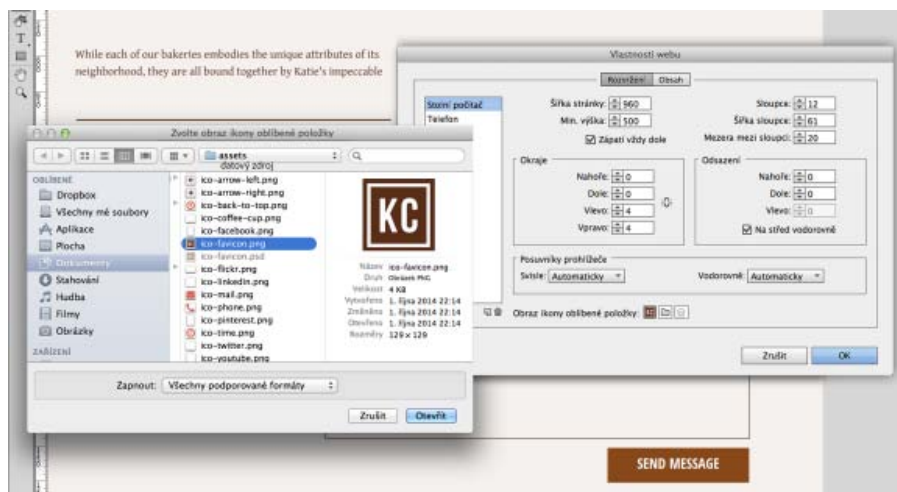 While each of our bakeries embodies the unique attributes of its
neighborhood, they are all bound together by Katie's impeccable
Vlastnosti webu
Rozvržení Obsah
Stolní počítač
Telefon
Šířka stránky: 960
Min. výška: 500
Zápatí vždy dole
Sloupce: 12
Šířka sloupce: 61
Mezera mezi sloupci: 20
Okraje
Nahoře: 0
Dole: 0
Vlevo: 4
Vpravo: 4
Odsazení
Nahoře: 0
Dole: 0
Vlevo: 0
Na střed vodorovně
Posuvníky prohlížeče
Svisle: Automaticky
Vodorovně: Automaticky
Obraz ikony oblíbené položky:
Zrušit OK
Zvolte obraz ikony oblíbené položky
assets
datový zdroj
OBLÍBENÉ
Dropbox
Všechny mé soubory
Aplikace
Plocha
Dokumenty
Stahování
Hudba
Filmy
Obrázky
ZAŘÍZENÍ
ico-arrow-left.png
ico-arrow-right.png
ico-back-to-top.png
ico-coffee-cup.png
ico-facebook.png
ico-favicon.png
ico-favicon.psd
ico-flickr.png
ico-linkedin.png
ico-mail.png
ico-phone.png
ico-pinterest.png
ico-time.png
ico-twitter.png
ico-youtube.png
KC
Název ico-favicon.png
Druh Obrázek PNG
Velikost 4 KB
Vytvořeno 1. října 2014 22:14
Změněno 1. října 2014 22:14
Otevřeno 1. října 2014 22:14
Rozměry 129 × 129
Zapnout: Všechny podporované formáty
Zrušit Otevřít
SEND MESSAGE